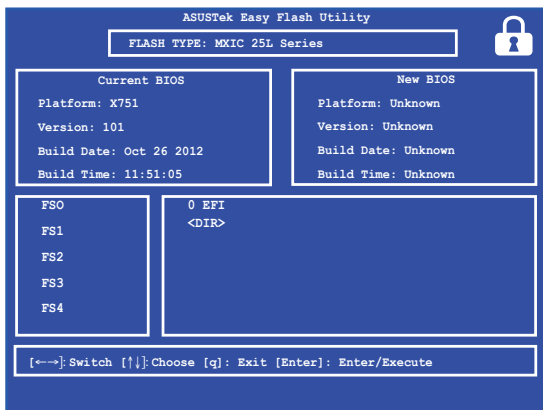 ASUSTek Easy Flash Utility
FLASH TYPE: MXIC 25L Series
Current BIOS
Platform: X751
Version: 101
Build Date: Oct 26 2012
Build Time: 11:51:05
New BIOS
Platform: Unknown
Version: Unknown
Build Date: Unknown
Build Time: Unknown
FSO
FS1
FS2
FS3
FS4
0 EFI
<DIR>
[←→]: Switch [↑↓]: Choose [q]: Exit [Enter]: Enter/Execute